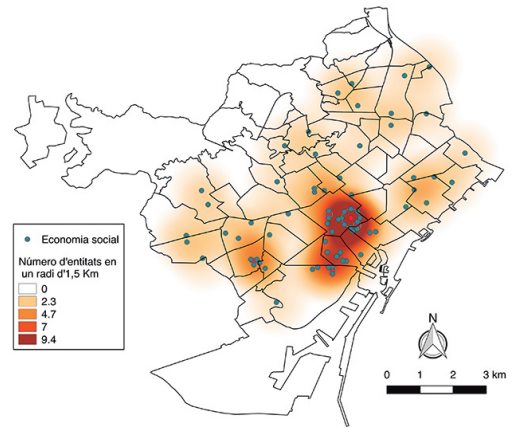 Economia social
Número d'entitats en
un radi d'1,5 Km
0
2.3
4.7
7
9.4
N
0 1 2 3 km